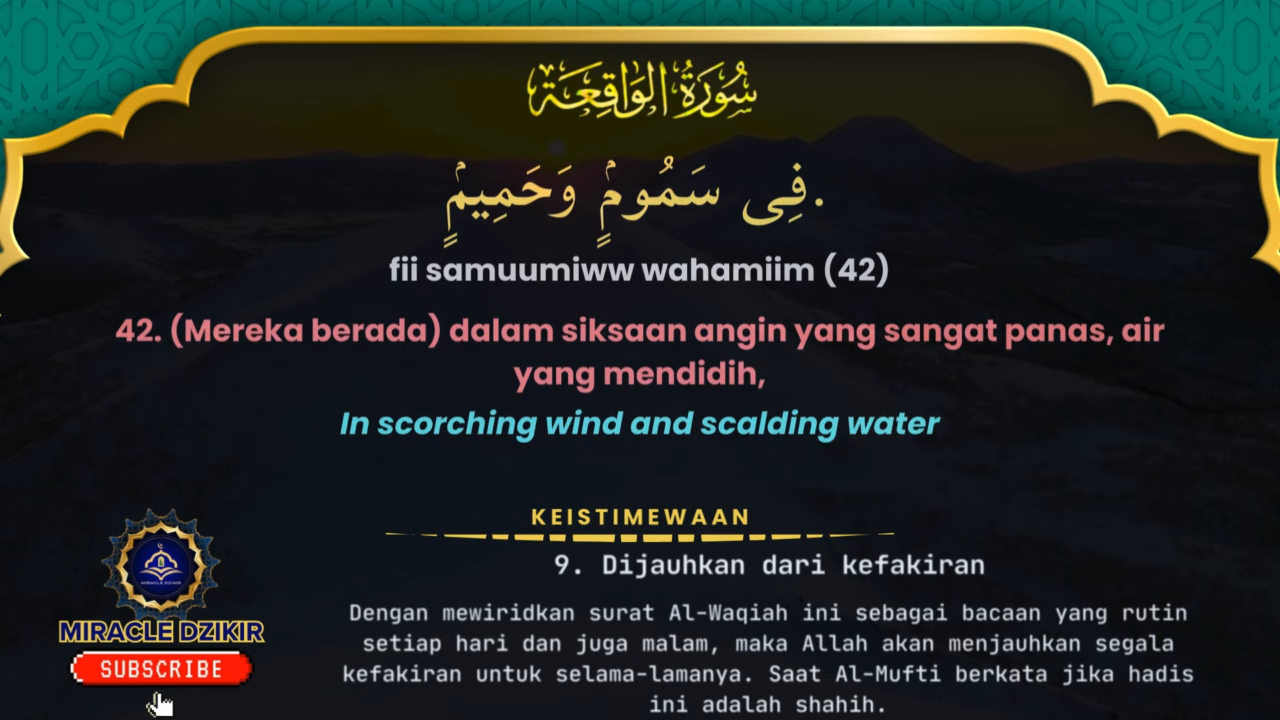 سُورَةُ الوَاقِعَة
فِى سَمُومٍۢ وَحَمِيمٍۢ.
fii samuumiww wahamiim (42)
42. (Mereka berada) dalam siksaan angin yang sangat panas, air
yang mendidih,
In scorching wind and scalding water
KEISTIMEWAAN
9. Dijauhkan dari kefakiran
Dengan mewiridkan surat Al-Waqiah ini sebagai bacaan yang rutin
setiap hari dan juga malam, maka Allah akan menjauhkan segala
kefakiran untuk selama-lamanya. Saat Al-Mufti berkata jika hadis
ini adalah shahih.
MIRACLE DZIKIR
MIRACLE DZIKIR
SUBSCRIBE